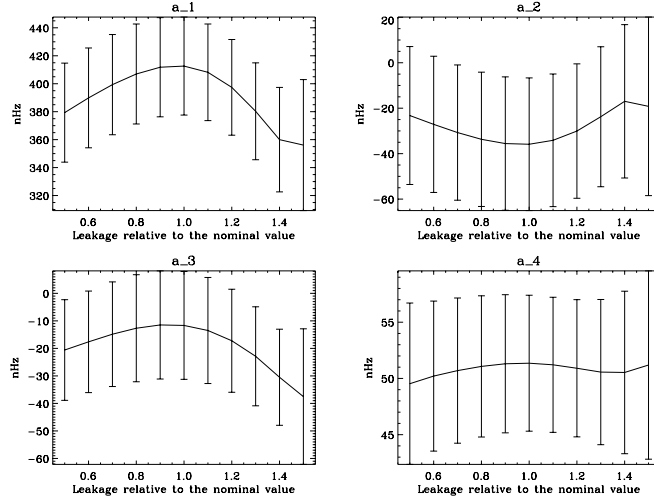 a_1
440
420
400
380
360
340
320
nHz
0.6 0.8 1.0 1.2 1.4
Leakage relative to the nominal value
a_2
20
0
-20
-40
-60
nHz
0.6 0.8 1.0 1.2 1.4
Leakage relative to the nominal value
a_3
0
-10
-20
-30
-40
-50
-60
nHz
0.6 0.8 1.0 1.2 1.4
Leakage relative to the nominal value
a_4
55
50
45
nHz
0.6 0.8 1.0 1.2 1.4
Leakage relative to the nominal value